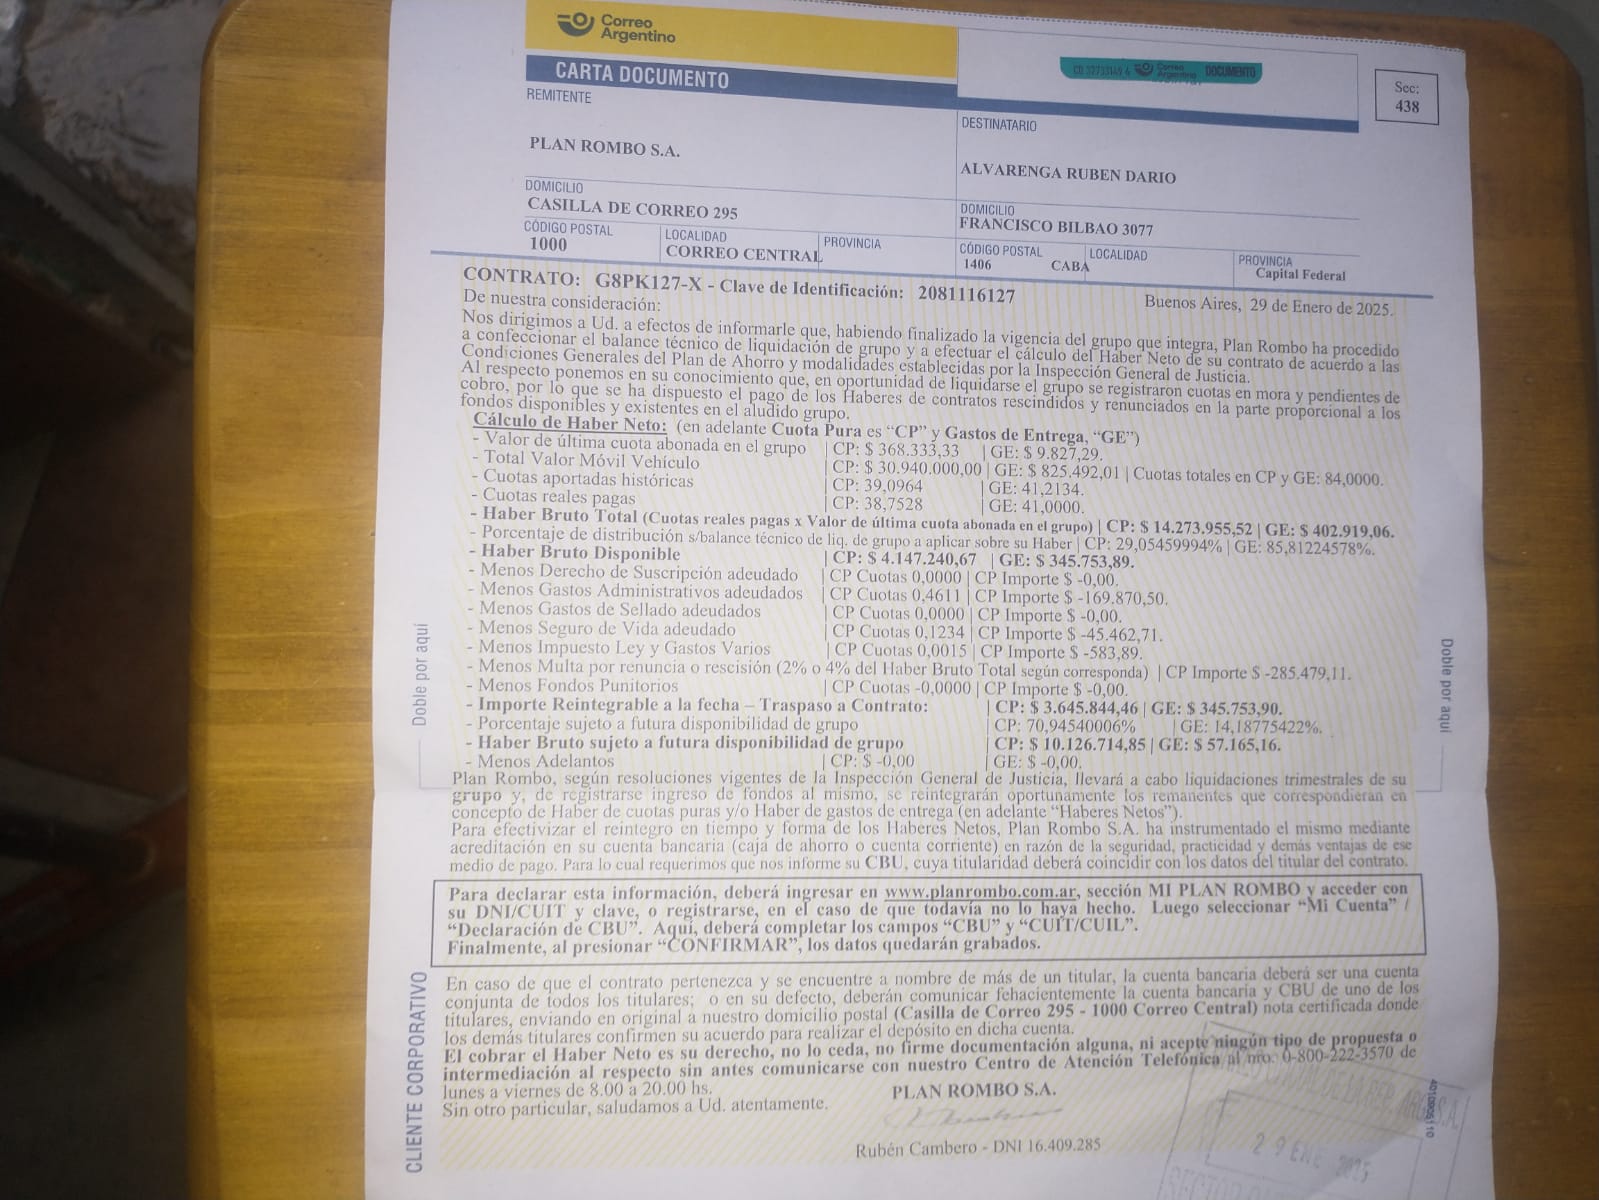 Correo
Argentino
CARTA DOCUMENTO
Correo
Argentino
DOCUMENTO
Sec:
438
REMITENTE
PLAN ROMBO S.A.
DESTINATARIO
ALVARENGA RUBEN DARIO
DOMICILIO
CASILLA DE CORREO 295
DOMICILIO
FRANCISCO BILBAO 3077
CÓDIGO POSTAL
1000
LOCALIDAD
CORREO CENTRAL
PROVINCIA
CÓDIGO POSTAL
1406
LOCALIDAD
CABA
PROVINCIA
Capital Federal
CONTRATO: G8PK127-X - Clave de Identificación: 2081116127
Buenos Aires, 29 de Enero de 2025.
De nuestra consideración:
Nos dirigimos a Ud. a efectos de informarle que, habiendo finalizado la vigencia del grupo que integra, Plan Rombo ha procedido
a confeccionar el balance técnico de liquidación de grupo y a efectuar el cálculo del Haber Neto de su contrato de acuerdo a las
Condiciones Generales del Plan de Ahorro y modalidades establecidas por la Inspección General de Justicia.
Al respecto ponemos en su conocimiento que, en oportunidad de liquidarse el grupo se registraron cuotas en mora y pendientes de
cobro, por lo que se ha dispuesto el pago de los Haberes de contratos rescindidos y renunciados en la parte proporcional a los
fondos disponibles y existentes en el aludido grupo.
Cálculo de Haber Neto: (en adelante Cuota Pura es “CP” y Gastos de Entrega, “GE”)
- Valor de última cuota abonada en el grupo | CP: $ 368.333,33 | GE: $ 9.827,29.
- Total Valor Móvil Vehículo | CP: $ 30.940.000,00 | GE: $ 825.492,01 | Cuotas totales en CP y GE: 84,0000.
- Cuotas aportadas históricas | CP: 39,0964 | GE: 41,2134.
- Cuotas reales pagas | CP: 38,7528 | GE: 41,0000.
- Haber Bruto Total (Cuotas reales pagas x Valor de última cuota abonada en el grupo) | CP: $ 14.273.955,52 | GE: $ 402.919,06.
- Porcentaje de distribución s/balance técnico de liq. de grupo a aplicar sobre su Haber | CP: 29,05459994% | GE: 85,81224578%.
- Haber Bruto Disponible | CP: $ 4.147.240,67 | GE: $ 345.753,89.
- Menos Derecho de Suscripción adeudado | CP Cuotas 0,0000 | CP Importe $ -0,00.
- Menos Gastos Administrativos adeudados | CP Cuotas 0,4611 | CP Importe $ -169.870,50.
- Menos Gastos de Sellado adeudados | CP Cuotas 0,0000 | CP Importe $ -0,00.
- Menos Seguro de Vida adeudado | CP Cuotas 0,1234 | CP Importe $ -45.462,71.
- Menos Impuesto Ley y Gastos Varios | CP Cuotas 0,0015 | CP Importe $ -583,89.
- Menos Multa por renuncia o rescisión (2% o 4% del Haber Bruto Total según corresponda) | CP Importe $ -285.479,11.
- Menos Fondos Punitorios | CP Cuotas -0,0000 | CP Importe $ -0,00.
- Importe Reintegrable a la fecha – Traspaso a Contrato: | CP: $ 3.645.844,46 | GE: $ 345.753,90.
- Porcentaje sujeto a futura disponibilidad de grupo | CP: 70,94540006% | GE: 14,18775422%.
- Haber Bruto sujeto a futura disponibilidad de grupo | CP: $ 10.126.714,85 | GE: $ 57.165,16.
- Menos Adelantos | CP: $ -0,00 | GE: $ -0,00.
Plan Rombo, según resoluciones vigentes de la Inspección General de Justicia, llevará a cabo liquidaciones trimestrales de su
grupo y, de registrarse ingreso de fondos al mismo, se reintegrarán oportunamente los remanentes que correspondieran en
concepto de Haber de cuotas puras y/o Haber de gastos de entrega (en adelante “Haberes Netos”).
Para efectivizar el reintegro en tiempo y forma de los Haberes Netos, Plan Rombo S.A. ha instrumentado el mismo mediante
acreditación en su cuenta bancaria (caja de ahorro o cuenta corriente) en razón de la seguridad, practicidad y demás ventajas de ese
medio de pago. Para lo cual requerimos que nos informe su CBU, cuya titularidad deberá coincidir con los datos del titular del contrato.
Para declarar esta información, deberá ingresar en www.planrombo.com.ar, sección MI PLAN ROMBO y acceder con
su DNI/CUIT y clave, o registrarse, en el caso de que todavía no lo haya hecho. Luego seleccionar “Mi Cuenta” /
“Declaración de CBU”. Aquí, deberá completar los campos “CBU” y “CUIT/CUIL”.
Finalmente, al presionar “CONFIRMAR”, los datos quedarán grabados.
En caso de que el contrato pertenezca y se encuentre a nombre de más de un titular, la cuenta bancaria deberá ser una cuenta
conjunta de todos los titulares; o en su defecto, deberán comunicar fehacientemente la cuenta bancaria y CBU de uno de los
titulares, enviando en original a nuestro domicilio postal (Casilla de Correo 295 - 1000 Correo Central) nota certificada donde
los demás titulares confirmen su acuerdo para realizar el depósito en dicha cuenta.
El cobrar el Haber Neto es su derecho, no lo ceda, no firme documentación alguna, ni acepte ningún tipo de propuesta o
intermediación al respecto sin antes comunicarse con nuestro Centro de Atención Telefónica al nro. 0-800-222-3570 de
lunes a viernes de 8.00 a 20.00 hs.
Sin otro particular, saludamos a Ud. atentamente.
PLAN ROMBO S.A.
Rubén Cambero - DNI 16.409.285
29 ENE 2025
Doble por aquí
Doble por aquí
CLIENTE CORPORATIVO